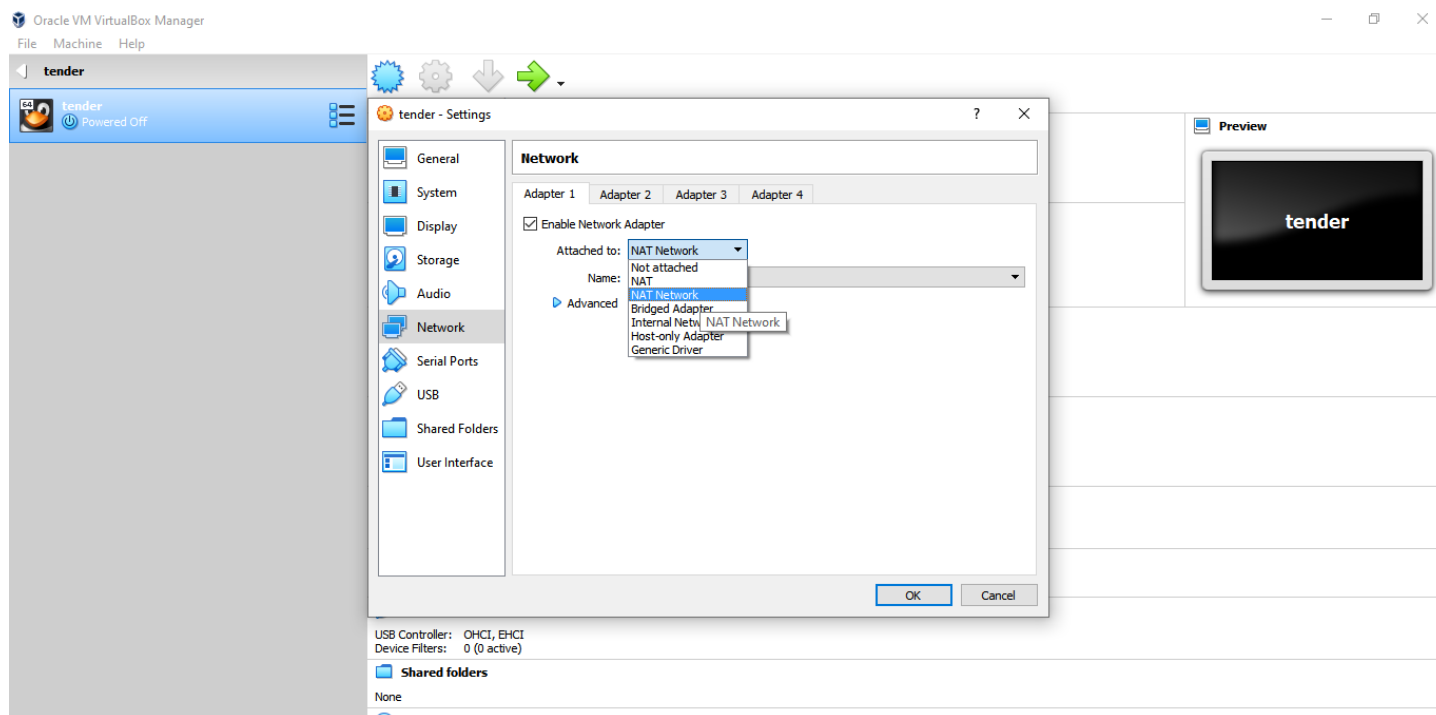 Oracle VM VirtualBox Manager
File Machine Help
tender
64
tender
Powered Off
tender - Settings
?
General
System
Display
Storage
Audio
Network
Serial Ports
USB
Shared Folders
User Interface
Network
Adapter 1 Adapter 2 Adapter 3 Adapter 4
Enable Network Adapter
Attached to: NAT Network
Not attached
NAT
NAT Network
Bridged Adapter
Internal Netw
Host-only Adapter
Generic Driver
NAT Network
Name:
Advanced
OK Cancel
Preview
tender
USB Controller: OHCI, EHCI
Device Filters: 0 (0 active)
Shared folders
None